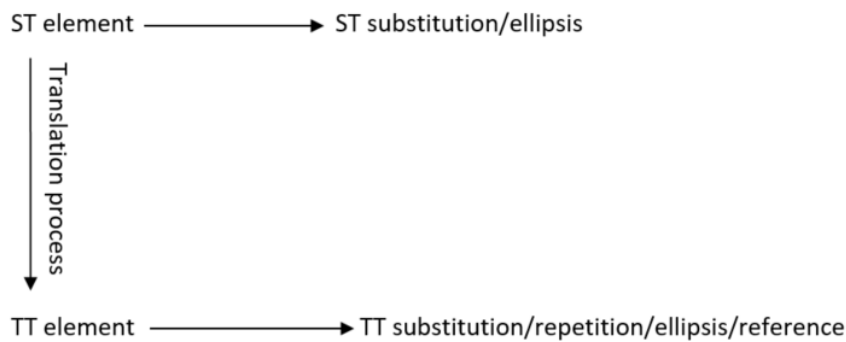 ST element
ST substitution/ellipsis
Translation process
TT element
TT substitution/repetition/ellipsis/reference